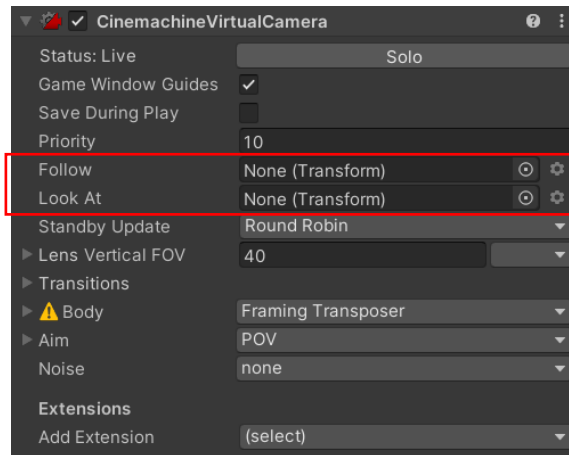 CinemachineVirtualCamera
Status: Live Solo
Game Window Guides
Save During Play
Priority 10
Follow None (Transform)
Look At None (Transform)
Standby Update Round Robin
Lens Vertical FOV 40
Transitions
Body Framing Transposer
Aim POV
Noise none
Extensions
Add Extension (select)